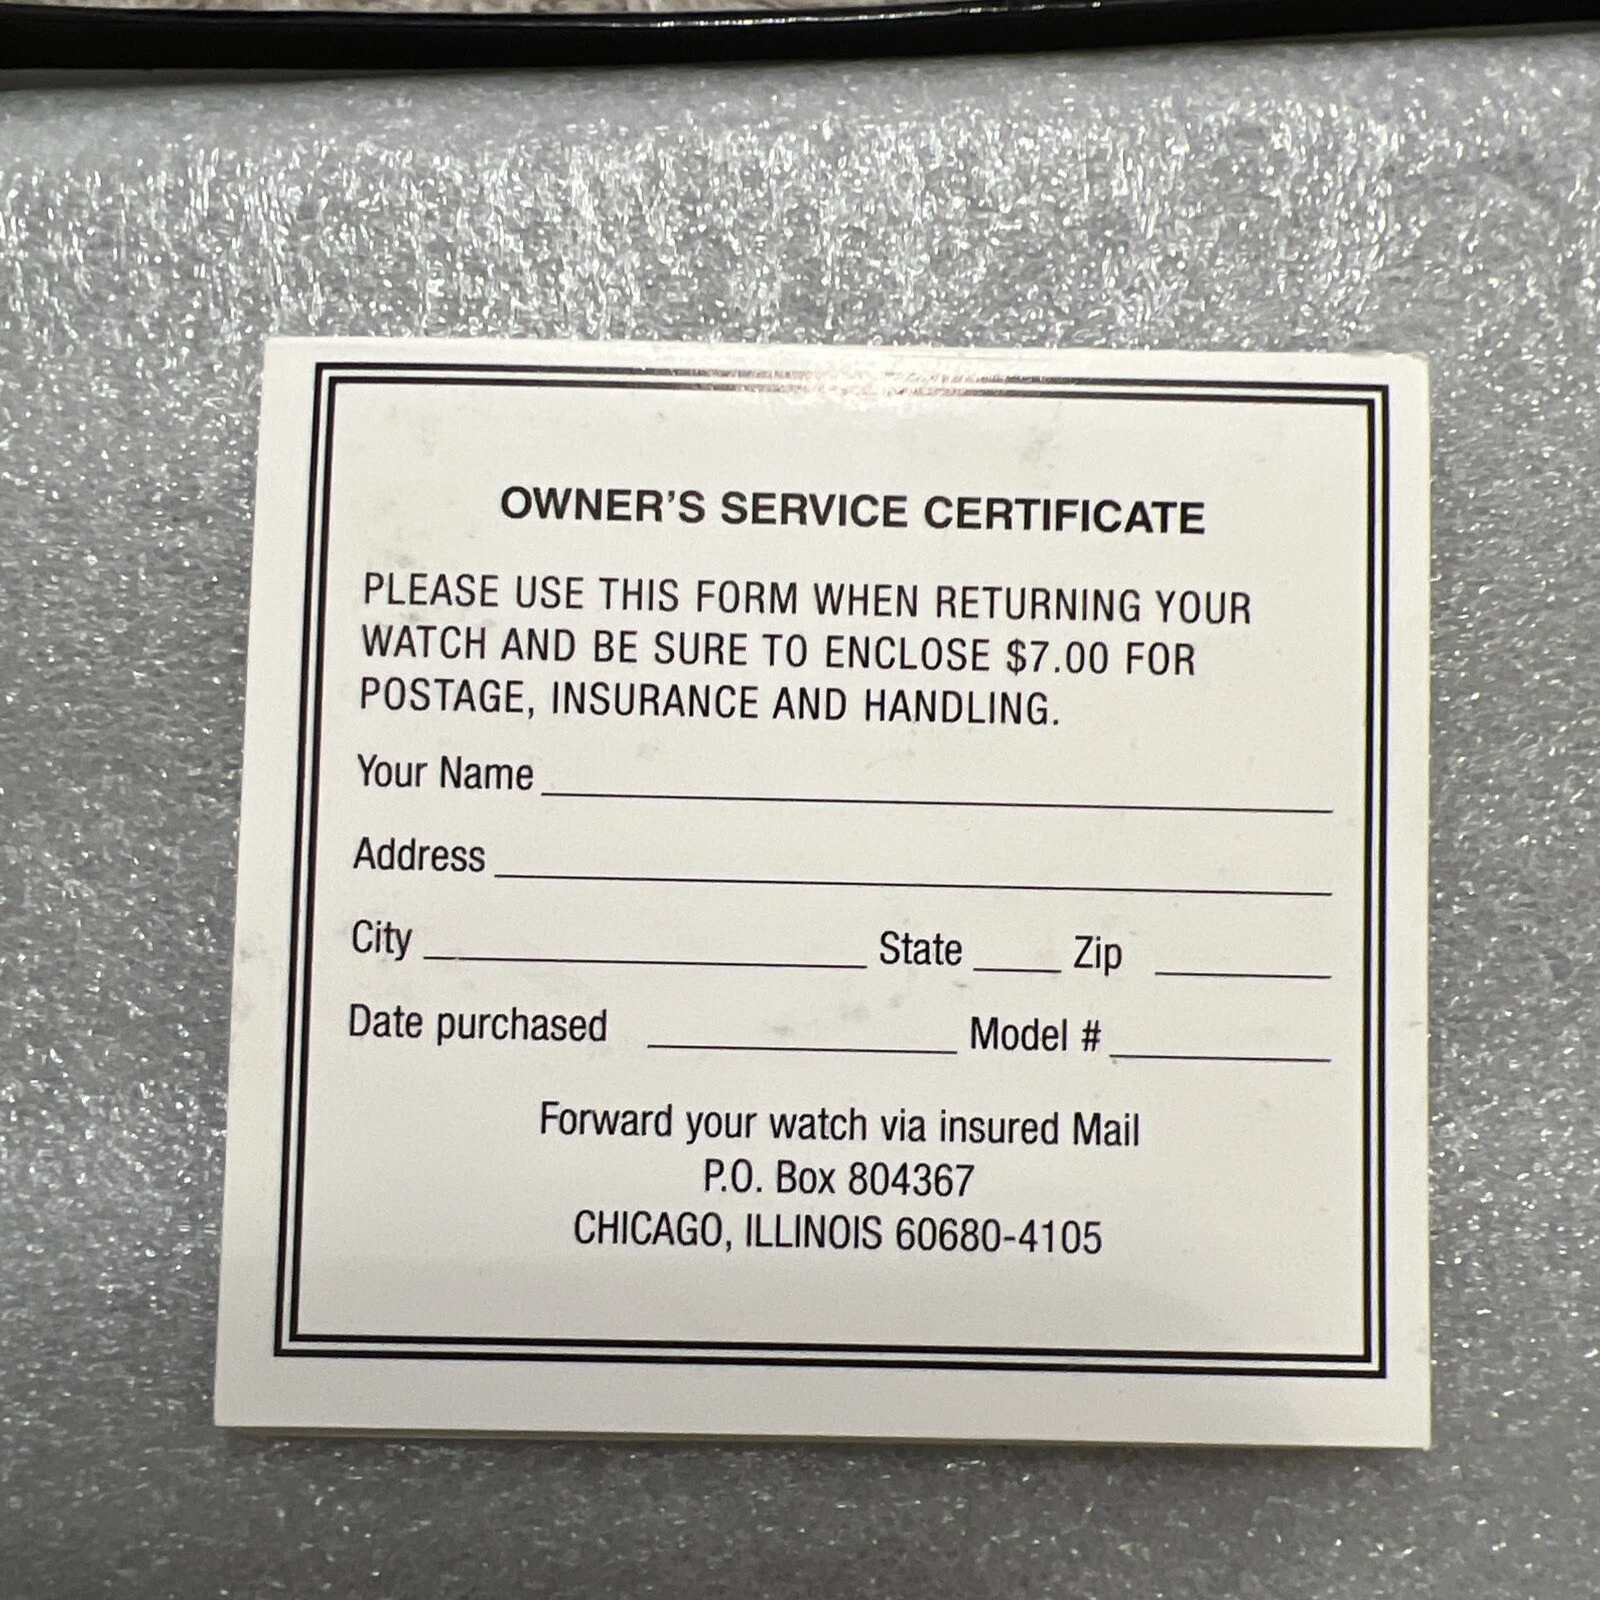 OWNER'S SERVICE CERTIFICATE
PLEASE USE THIS FORM WHEN RETURNING YOUR
WATCH AND BE SURE TO ENCLOSE $7.00 FOR
POSTAGE, INSURANCE AND HANDLING.
Your Name
Address
City State Zip
Date purchased Model #
Forward your watch via insured Mail
P.O. Box 804367
CHICAGO, ILLINOIS 60680-4105